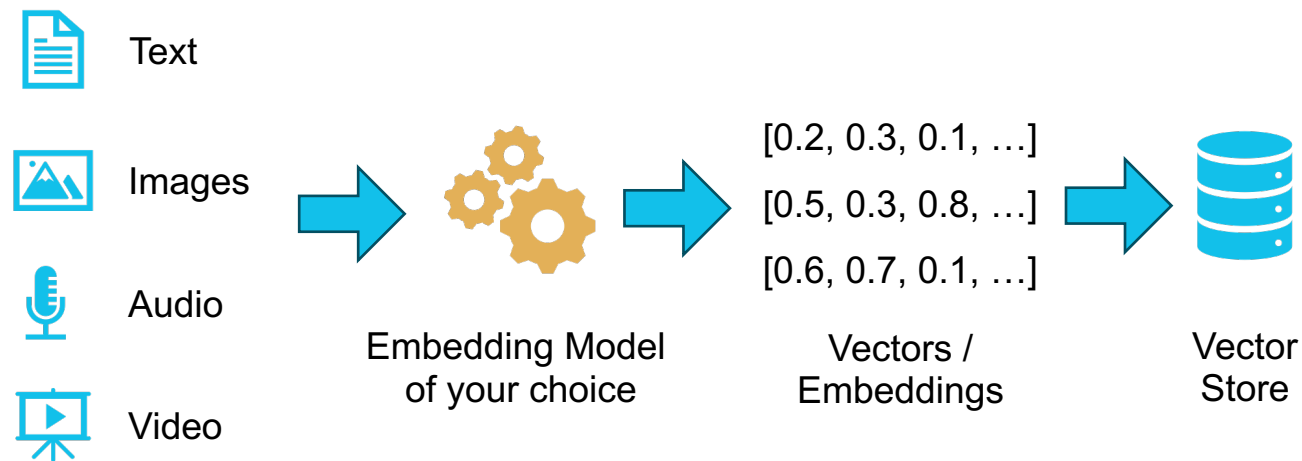 Text
Images
Audio
Video
Embedding Model
of your choice
[0.2, 0.3, 0.1, …]
[0.5, 0.3, 0.8, …]
[0.6, 0.7, 0.1, …]
Vectors /
Embeddings
Vector
Store